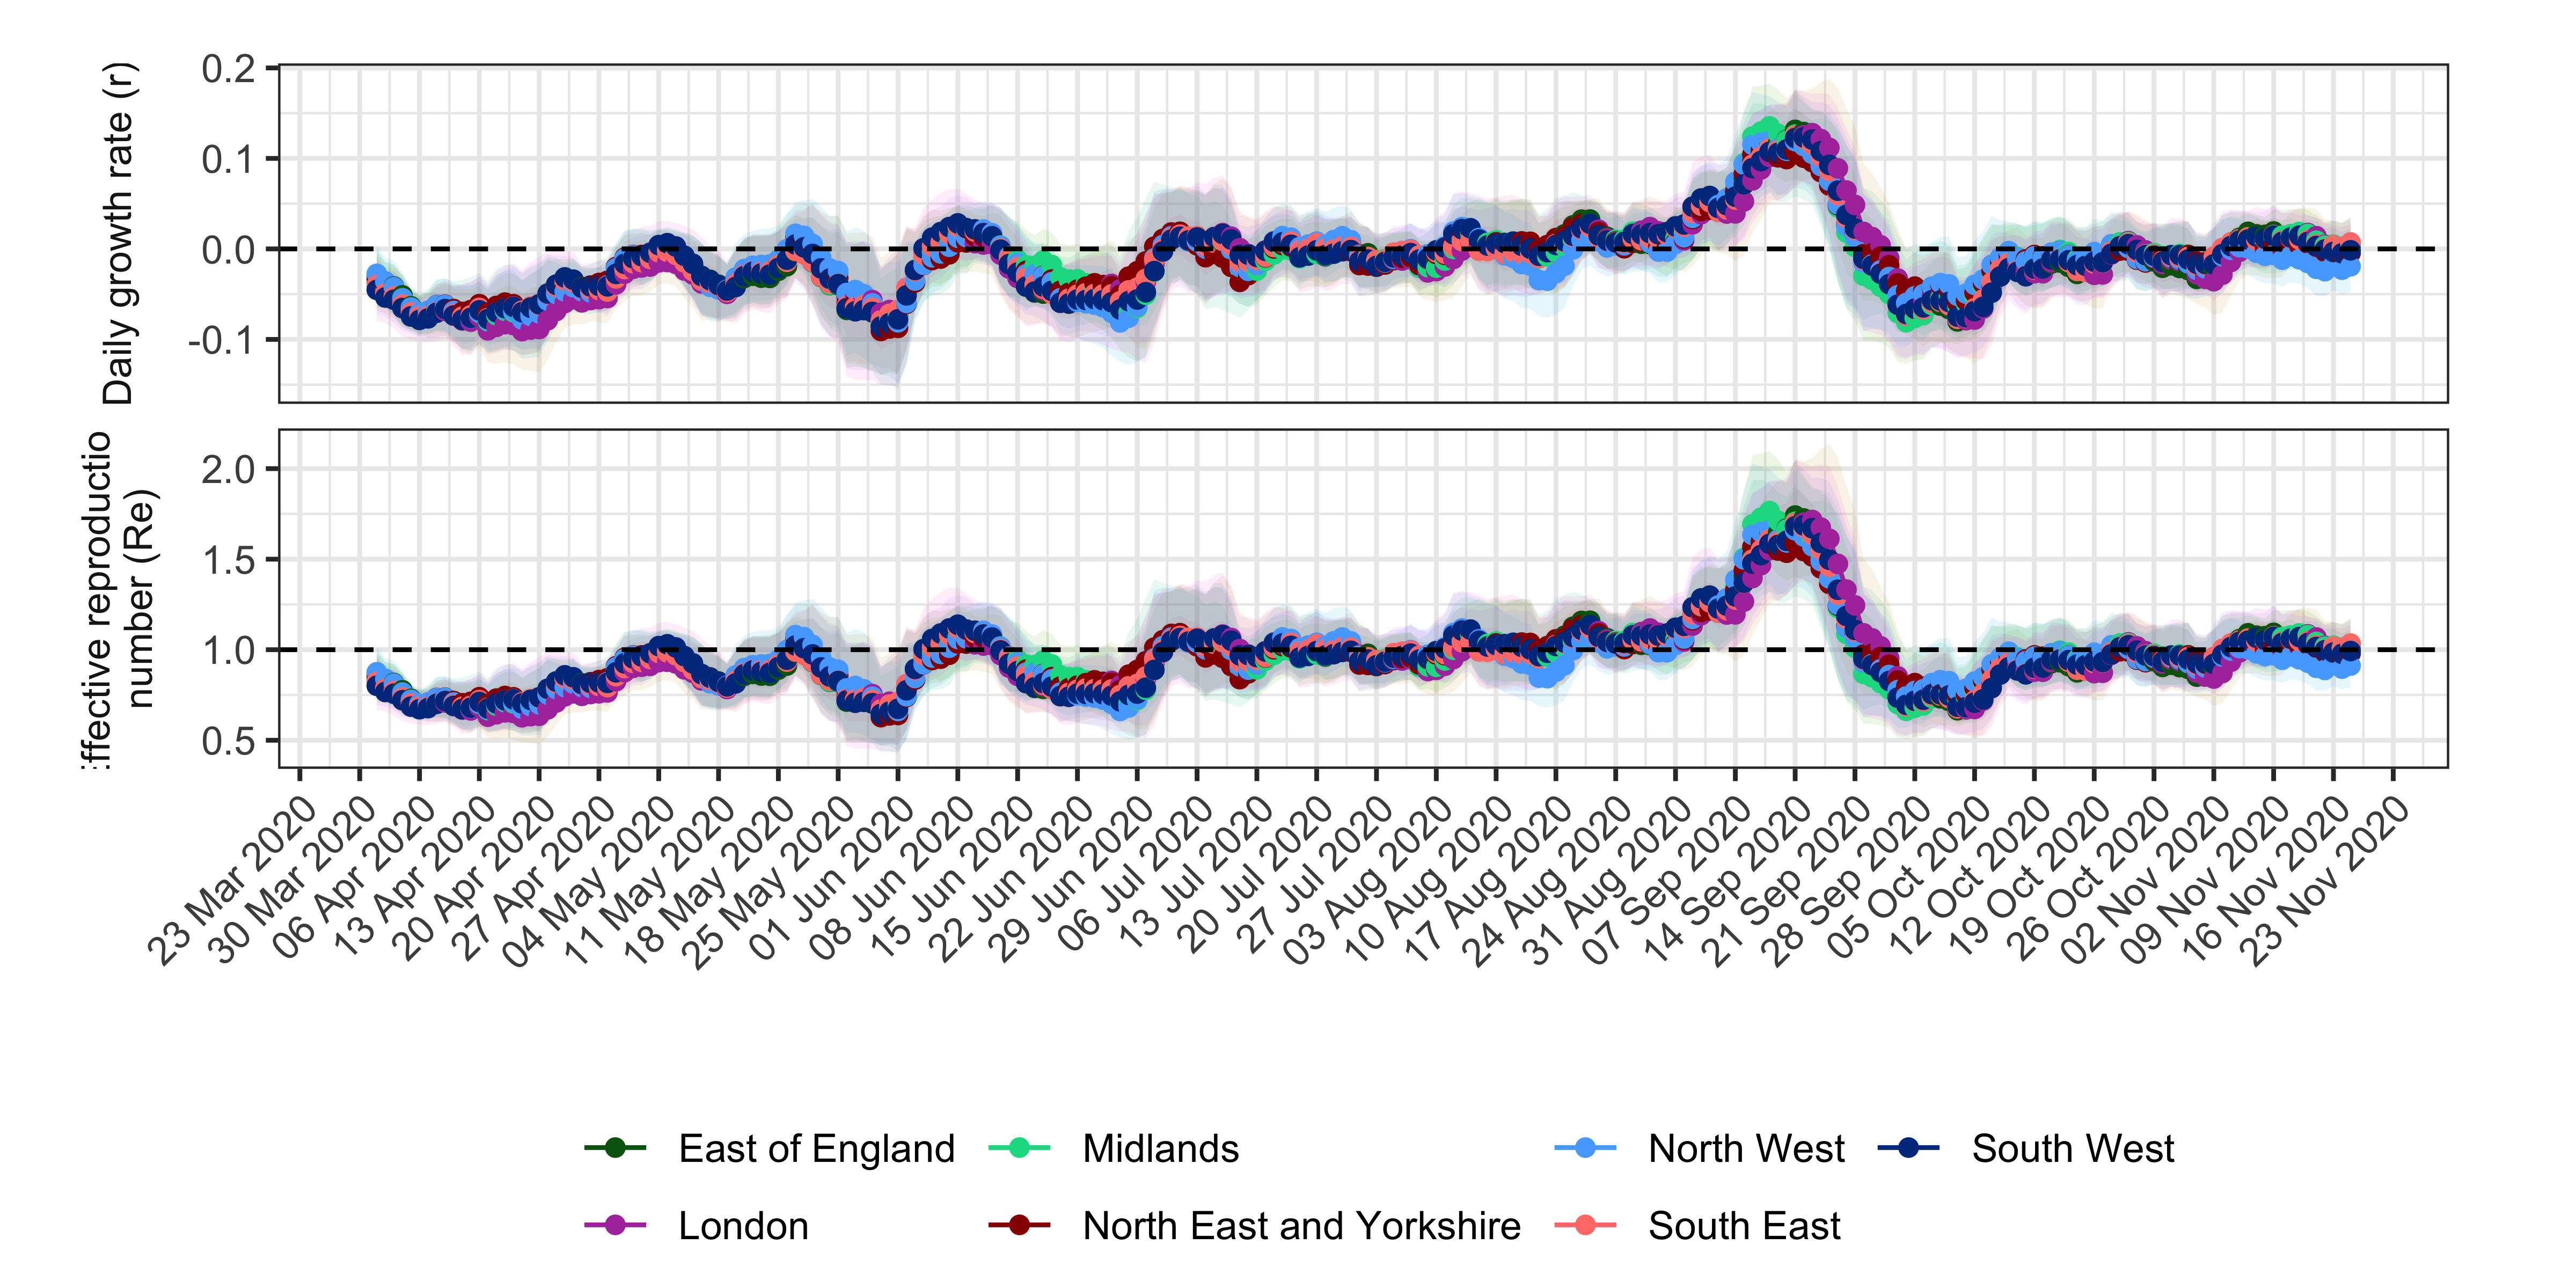 Daily growth rate (r)
0.2
0.1
0.0
-0.1
ffective reproductio
number (Re)
2.0
1.5
1.0
0.5
23 Mar 2020
30 Mar 2020
06 Apr 2020
13 Apr 2020
20 Apr 2020
27 Apr 2020
04 May 2020
11 May 2020
18 May 2020
25 May 2020
01 Jun 2020
08 Jun 2020
15 Jun 2020
22 Jun 2020
29 Jun 2020
06 Jul 2020
13 Jul 2020
20 Jul 2020
27 Jul 2020
03 Aug 2020
10 Aug 2020
17 Aug 2020
24 Aug 2020
31 Aug 2020
07 Sep 2020
14 Sep 2020
21 Sep 2020
28 Sep 2020
05 Oct 2020
12 Oct 2020
19 Oct 2020
26 Oct 2020
02 Nov 2020
09 Nov 2020
16 Nov 2020
23 Nov 2020
East of England
Midlands
North West
South West
London
North East and Yorkshire
South East